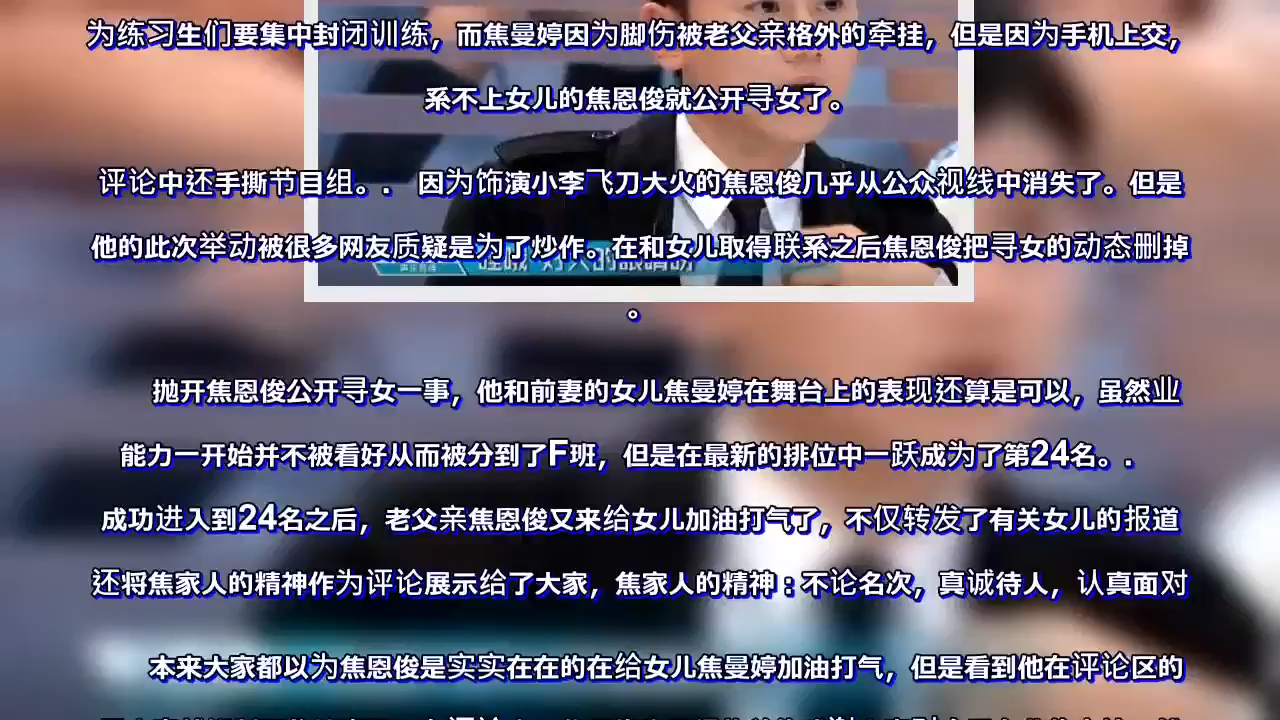 为练习生们要集中封闭训练，而焦曼婷因为脚伤被老父亲格外的牵挂，但是因为手机上交，
系不上女儿的焦恩俊就公开寻女了。
评论中还手撕节目组。. 因为饰演小李飞刀大火的焦恩俊几乎从公众视线中消失了。但是
他的此次举动被很多网友质疑是为了炒作。在和女儿取得联系之后焦恩俊把寻女的动态删掉
。
抛开焦恩俊公开寻女一事，他和前妻的女儿焦曼婷在舞台上的表现还算是可以，虽然业
能力一开始并不被看好从而被分到了F班，但是在最新的排位中一跃成为了第24名。.
成功进入到24名之后，老父亲焦恩俊又来给女儿加油打气了，不仅转发了有关女儿的报道
还将焦家人的精神作为评论展示给了大家，焦家人的精神：不论名次，真诚待人，认真面对
本来大家都以为焦恩俊是实实在在的在给女儿焦曼婷加油打气，但是看到他在评论区的